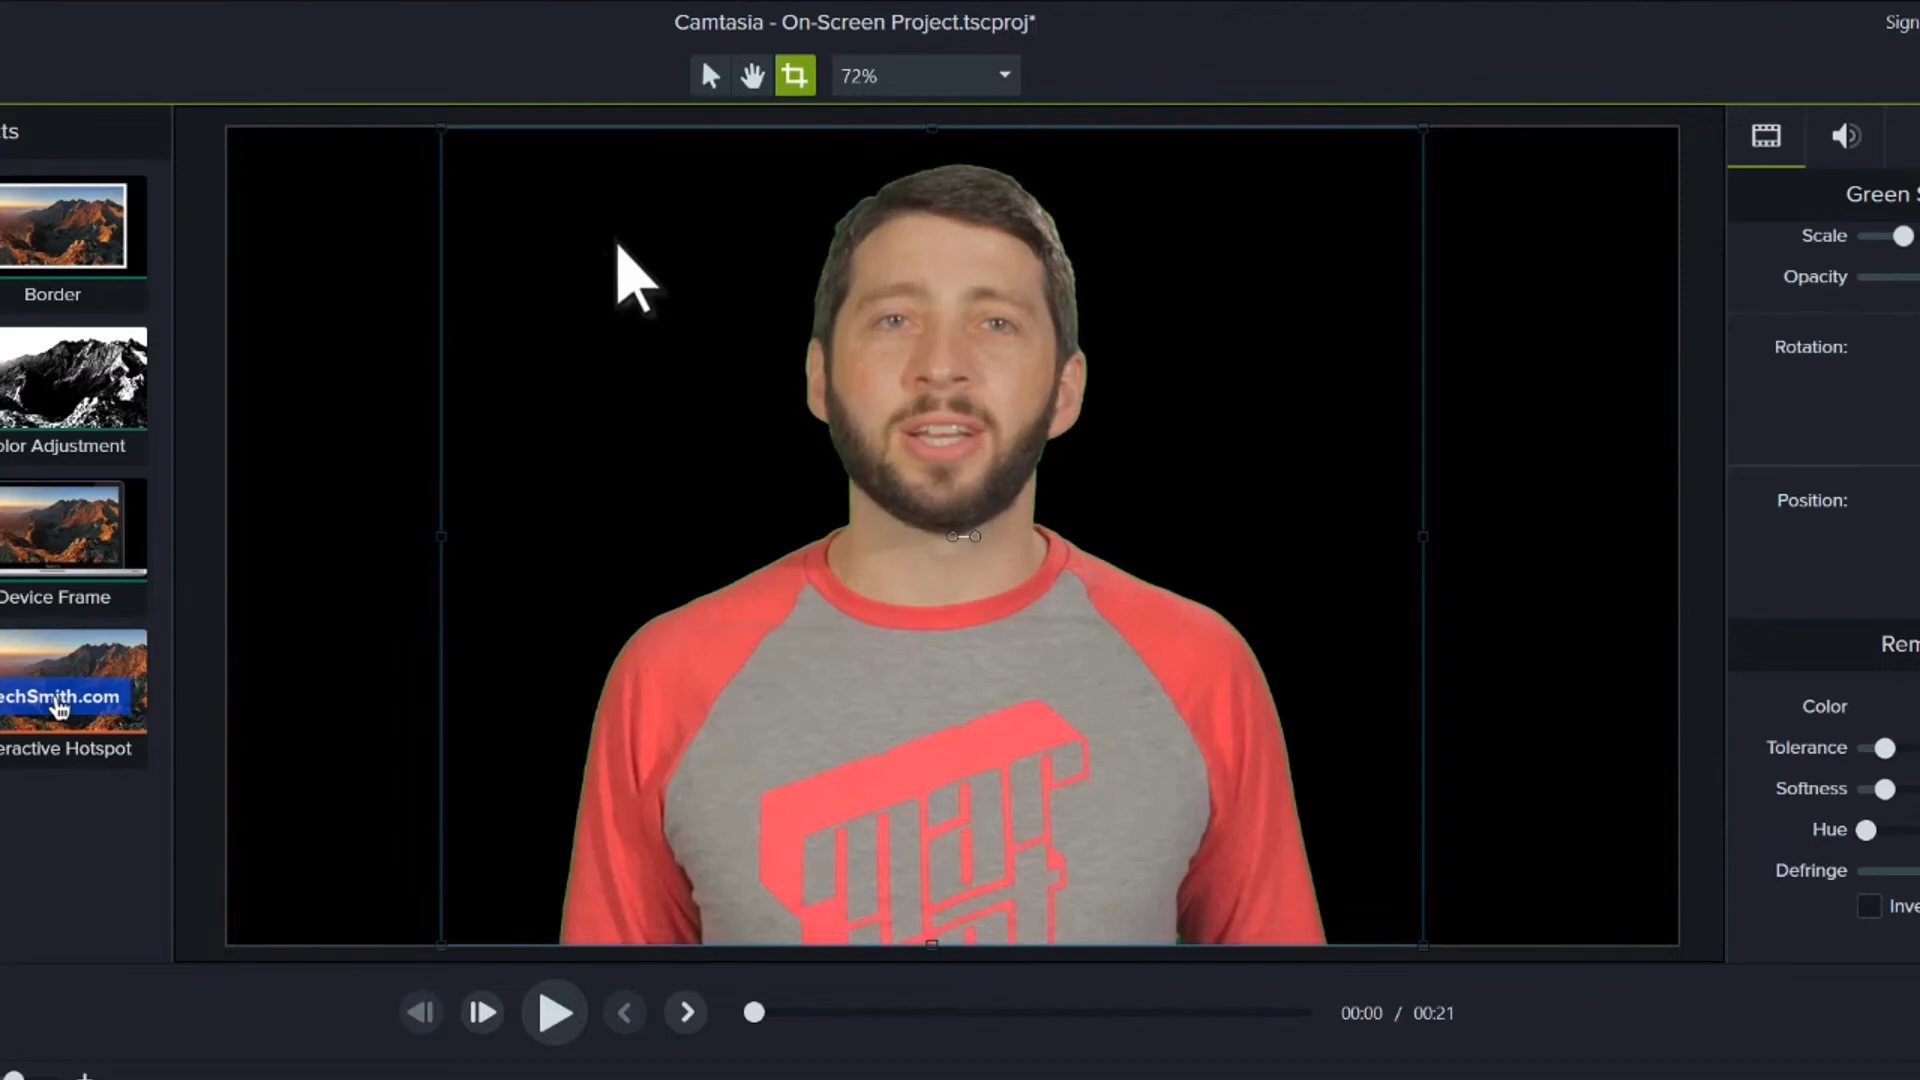 Camtasia - On-Screen Project.tscproj*
Sign
72%
ts
Green S
Scale
Opacity
Border
Rotation:
olor Adjustment
Position:
Device Frame
Rem
echSmith.com
Color
eractive Hotspot
Tolerance
Softness
Hue
Defringe
Inve
00:00 / 00:21